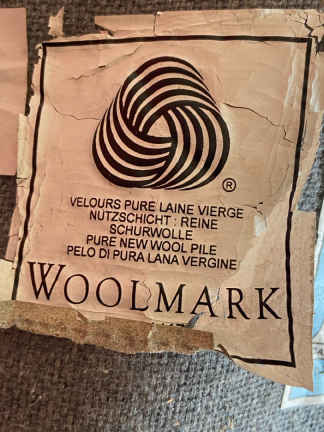 ®
VELOURS PURE LAINE VIERGE
NUTZSCHICHT : REINE
SCHURWOLLE
PURE NEW WOOL PILE
PELO DI PURA LANA VERGINE
WOOLMARK